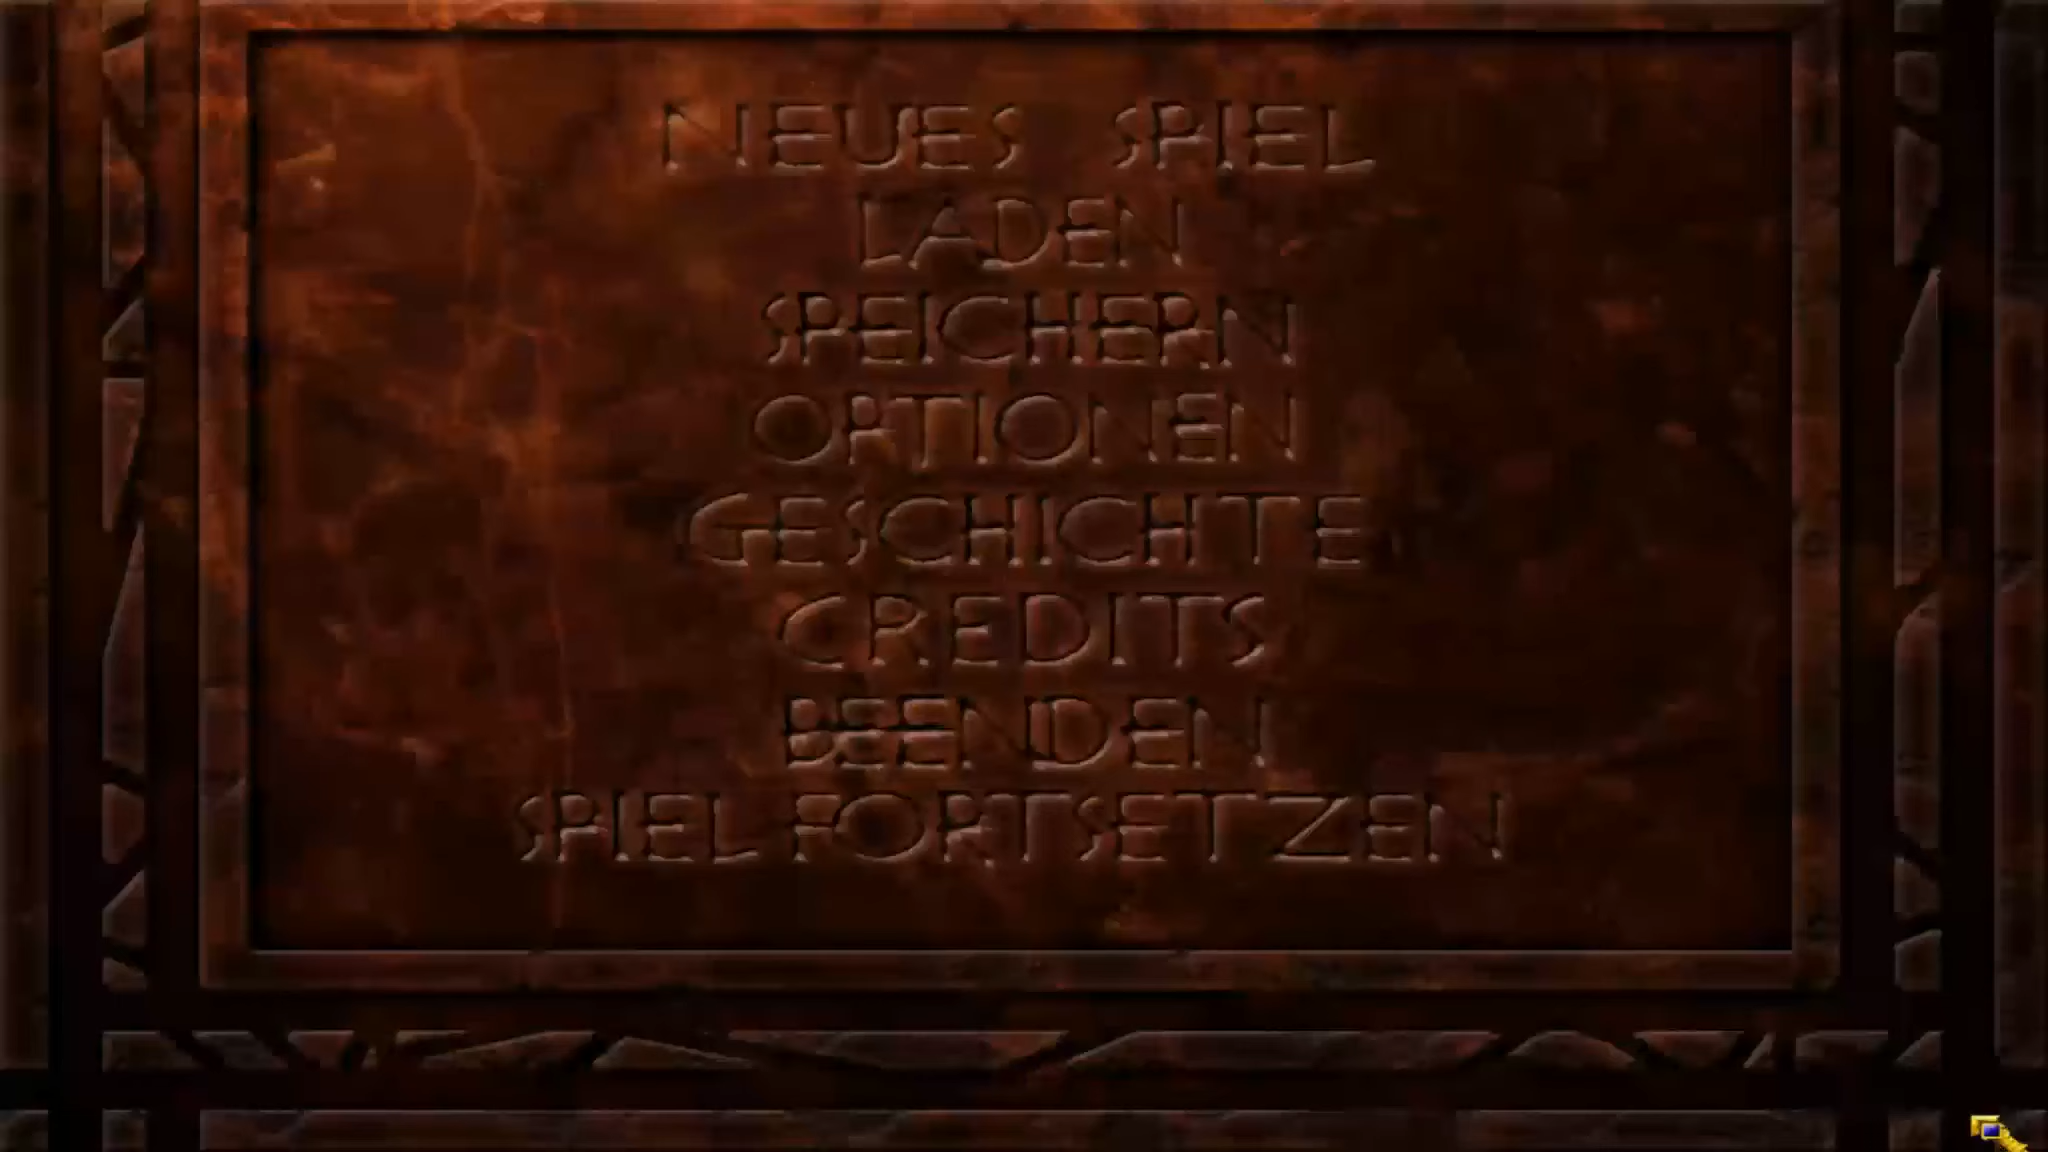 NEUES SPIEL
LADEN
SPEICHERN
OPTIONEN
GESCHICHTE
CREDITS
BEENDEN
SPIEL FORTSETZEN